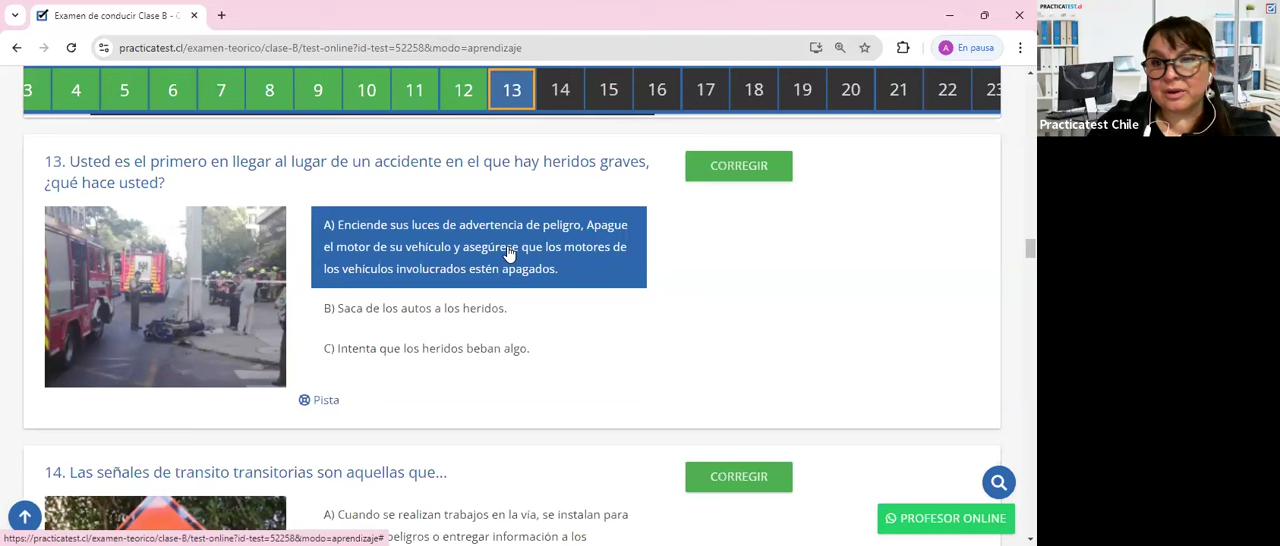 Examen de conducir Clase B - C
practicatest.cl/examen-teorico/clase-B/test-online?id-test=52258&modo=aprendizaje
A
En pausa
PRACTICATEST.cl
Practicatest Chile
3 4 5 6 7 8 9 10 11 12 13 14 15 16 17 18 19 20 21 22 23
13. Usted es el primero en llegar al lugar de un accidente en el que hay heridos graves,
¿qué hace usted?
CORREGIR
A) Enciende sus luces de advertencia de peligro, Apague
el motor de su vehículo y asegúrese que los motores de
los vehículos involucrados estén apagados.
B) Saca de los autos a los heridos.
C) Intenta que los heridos beban algo.
Pista
14. Las señales de transito transitorias son aquellas que...
CORREGIR
A) Cuando se realizan trabajos en la vía, se instalan para
peligros o entregar información a los
PROFESOR ONLINE
https://practicatest.cl/examen-teorico/clase-B/test-online?id-test=52258&modo=aprendizaje#